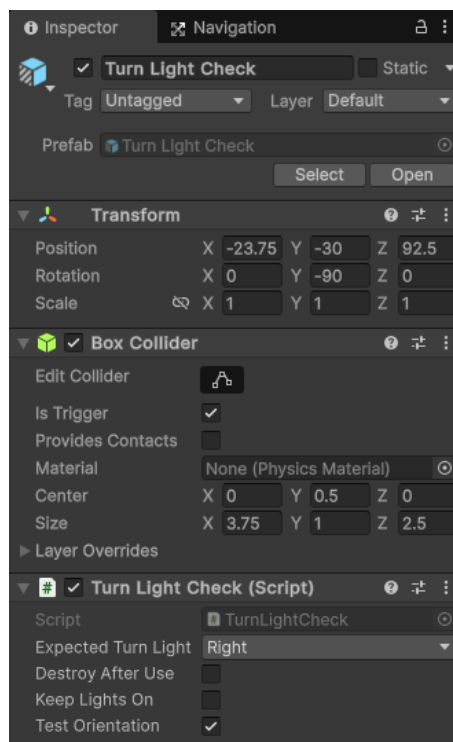 Inspector Navigation
Turn Light Check Static
Tag Untagged Layer Default
Prefab Turn Light Check
Select Open
Transform
Position X -23.75 Y -30 Z 92.5
Rotation X 0 Y -90 Z 0
Scale X 1 Y 1 Z 1
Box Collider
Edit Collider
Is Trigger
Provides Contacts
Material None (Physics Material)
Center X 0 Y 0.5 Z 0
Size X 3.75 Y 1 Z 2.5
Layer Overrides
# Turn Light Check (Script)
Script # TurnLightCheck
Expected Turn Light Right
Destroy After Use
Keep Lights On
Test Orientation